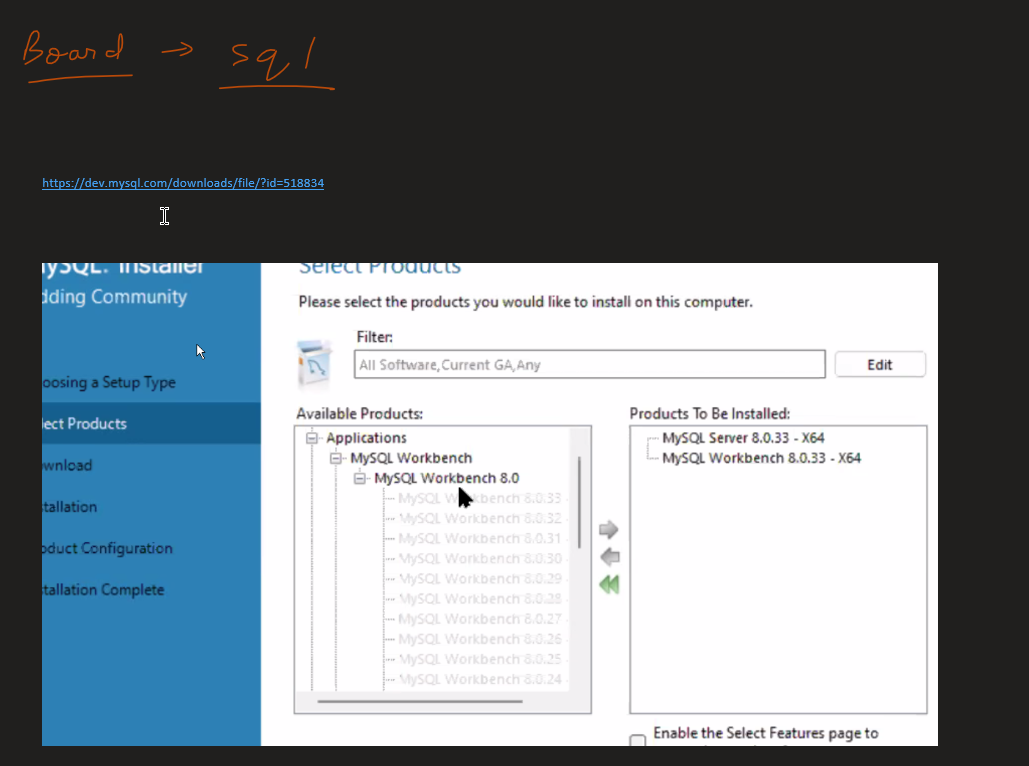 Board → sql
https://dev.mysql.com/downloads/file/?id=518834
MySQL. Installer
dding Community
oosing a Setup Type
lect Products
wnload
stallation
oduct Configuration
stallation Complete
Select Products
Please select the products you would like to install on this computer.
Filter:
All Software,Current GA,Any
Edit
Available Products:
Applications
MySQL Workbench
MySQL Workbench 8.0
MySQL Workbench 8.0.33
MySQL Workbench 8.0.32
MySQL Workbench 8.0.31
MySQL Workbench 8.0.30
MySQL Workbench 8.0.29
MySQL Workbench 8.0.28
MySQL Workbench 8.0.27
MySQL Workbench 8.0.26
MySQL Workbench 8.0.25
MySQL Workbench 8.0.24
Products To Be Installed:
MySQL Server 8.0.33 - X64
MySQL Workbench 8.0.33 - X64
Enable the Select Features page to